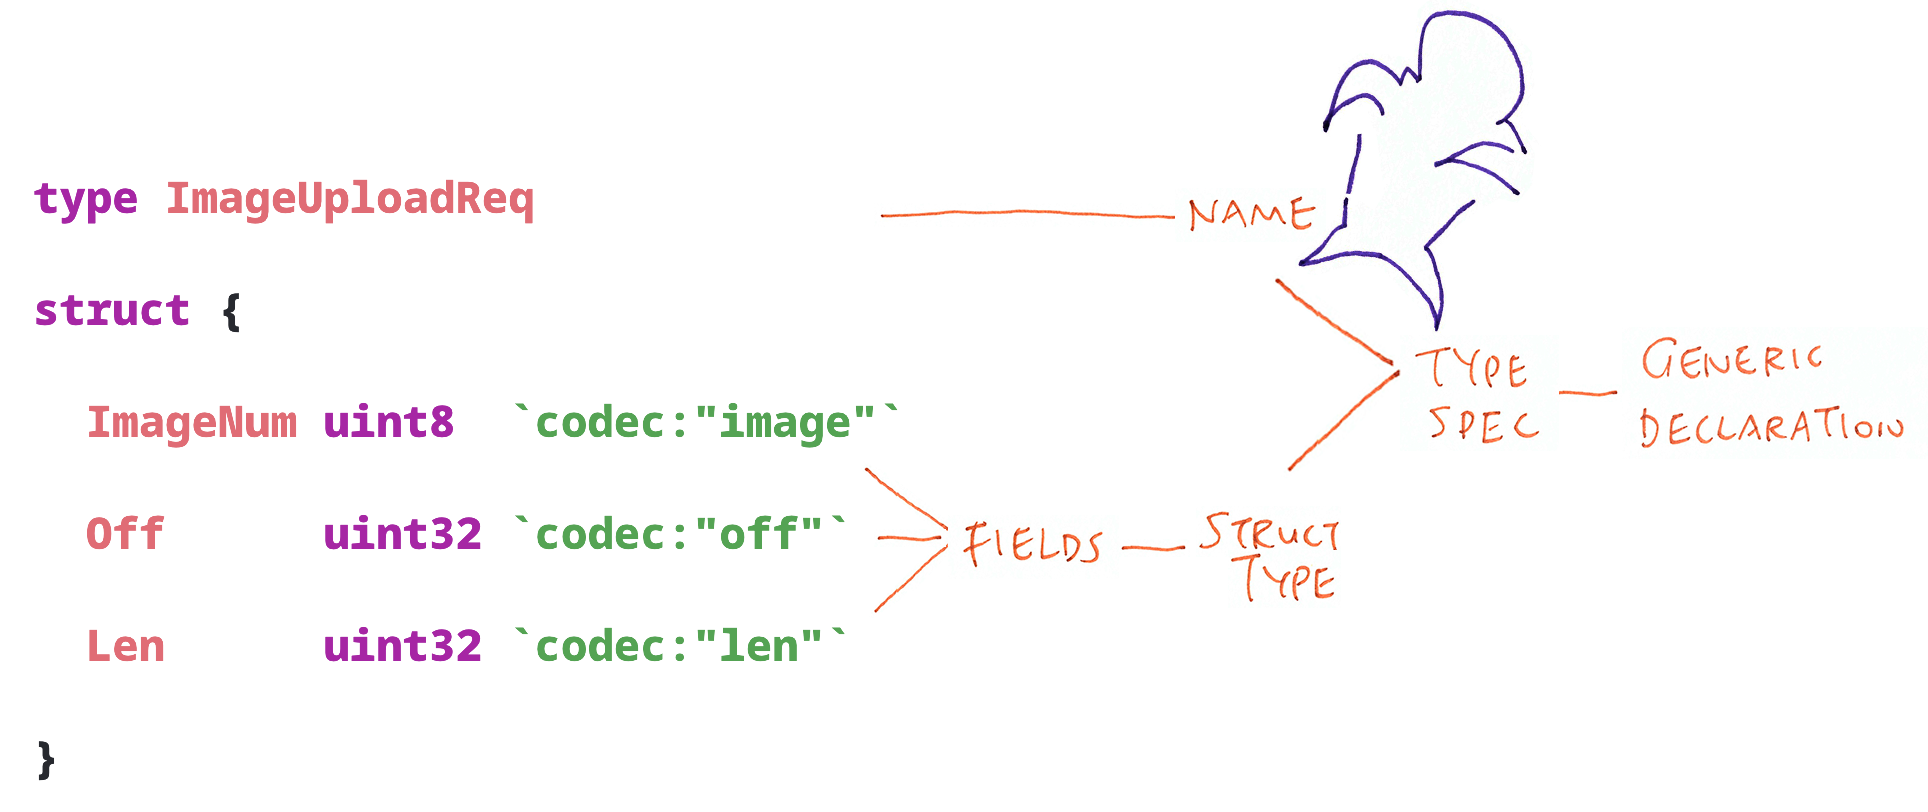 type ImageUploadReq
NAME
struct {
TYPE
SPEC
GENERIC
DECLARATION
ImageNum uint8 `codec:"image"`
Off uint32 `codec:"off"`
FIELDS
STRUCT
TYPE
Len uint32 `codec:"len"`
}